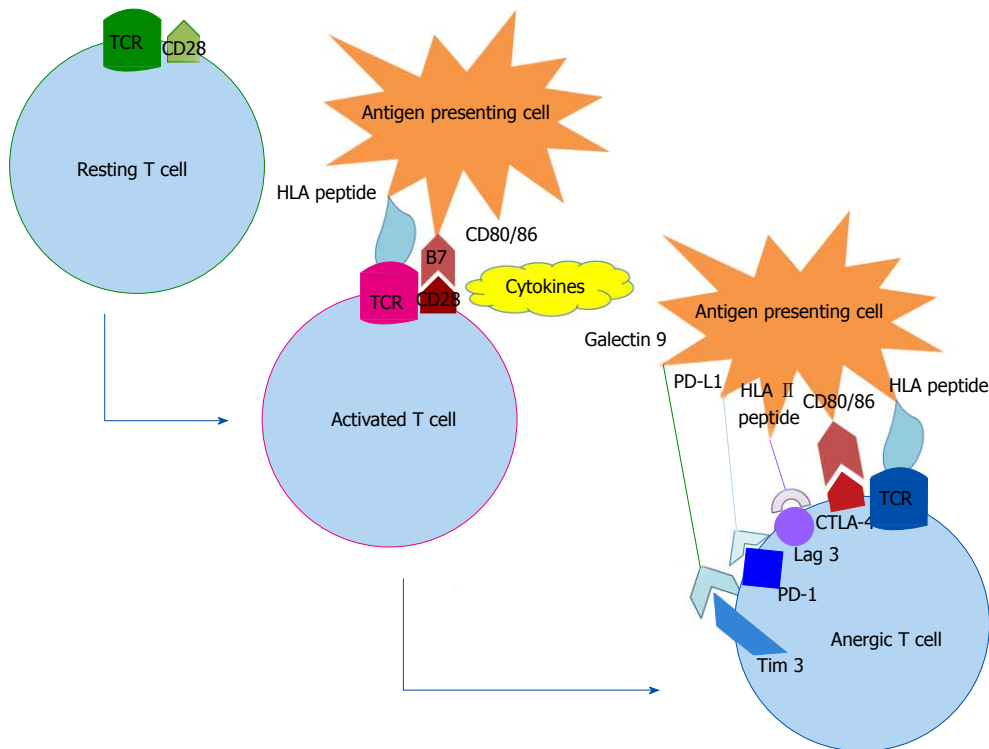 TCR
CD28
Resting T cell
Antigen presenting cell
HLA peptide
CD80/86
B7
TCR
CD28
Cytokines
Activated T cell
Antigen presenting cell
Galectin 9
PD-L1
HLA II
peptide
CD80/86
HLA peptide
TCR
CTLA-4
Lag 3
PD-1
Tim 3
Anergic T cell